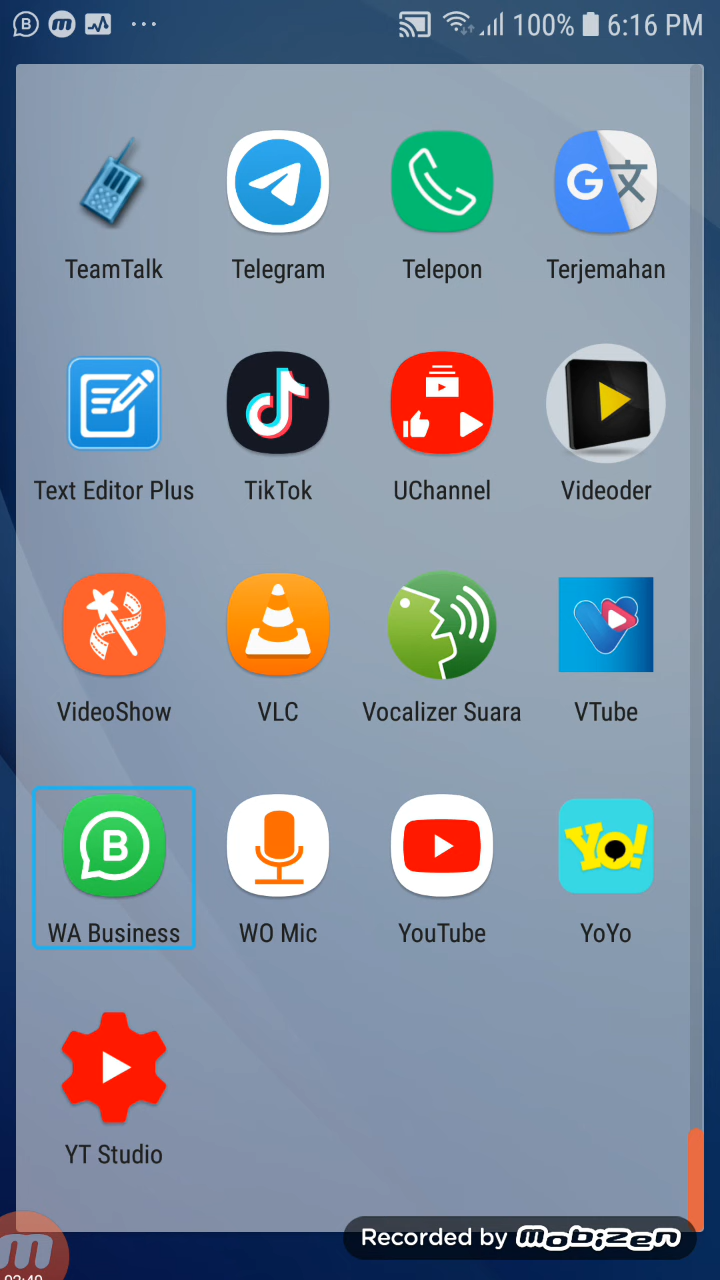 100% 6:16 PM
TeamTalk
Telegram
Telepon
Terjemahan
Text Editor Plus
TikTok
UChannel
Videoder
VideoShow
VLC
Vocalizer Suara
VTube
B
WA Business
WO Mic
YouTube
Yo!
YoYo
YT Studio
Recorded by mobizen
m